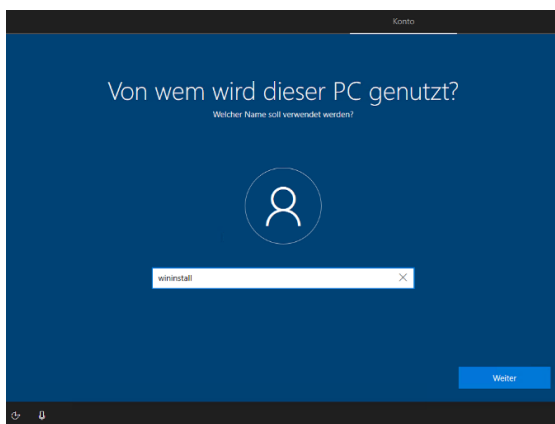 Konto
Von wem wird dieser PC genutzt?
Welcher Name soll verwendet werden?
wininstall
Weiter